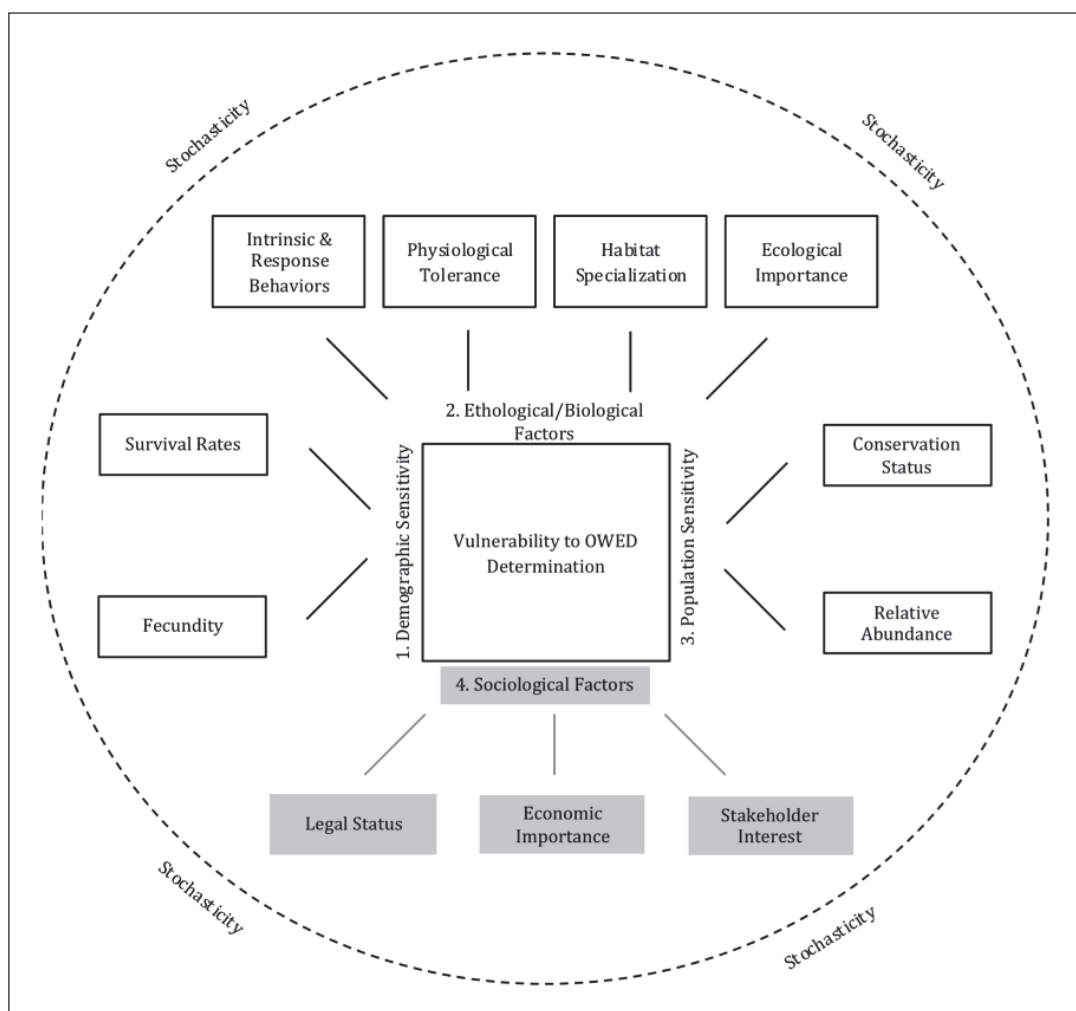 Stochasticity
Stochasticity
Intrinsic &
Response
Behaviors
Physiological
Tolerance
Habitat
Specialization
Ecological
Importance
2. Ethological/Biological
Factors
Survival Rates
Fecundity
1. Demographic Sensitivity
Vulnerability to OWED
Determination
3. Population Sensitivity
Conservation
Status
Relative
Abundance
4. Sociological Factors
Legal Status
Economic
Importance
Stakeholder
Interest
Stochasticity
Stochasticity